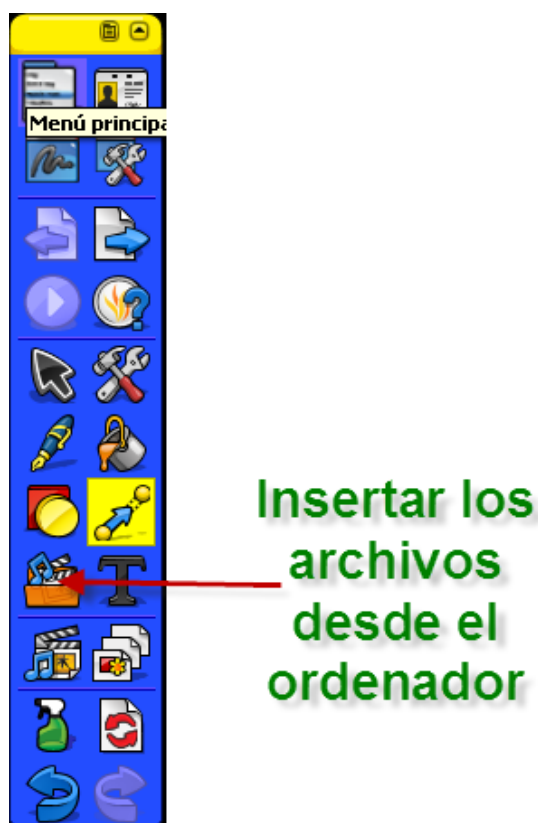 Menú principa
Insertar los
archivos
desde el
ordenador